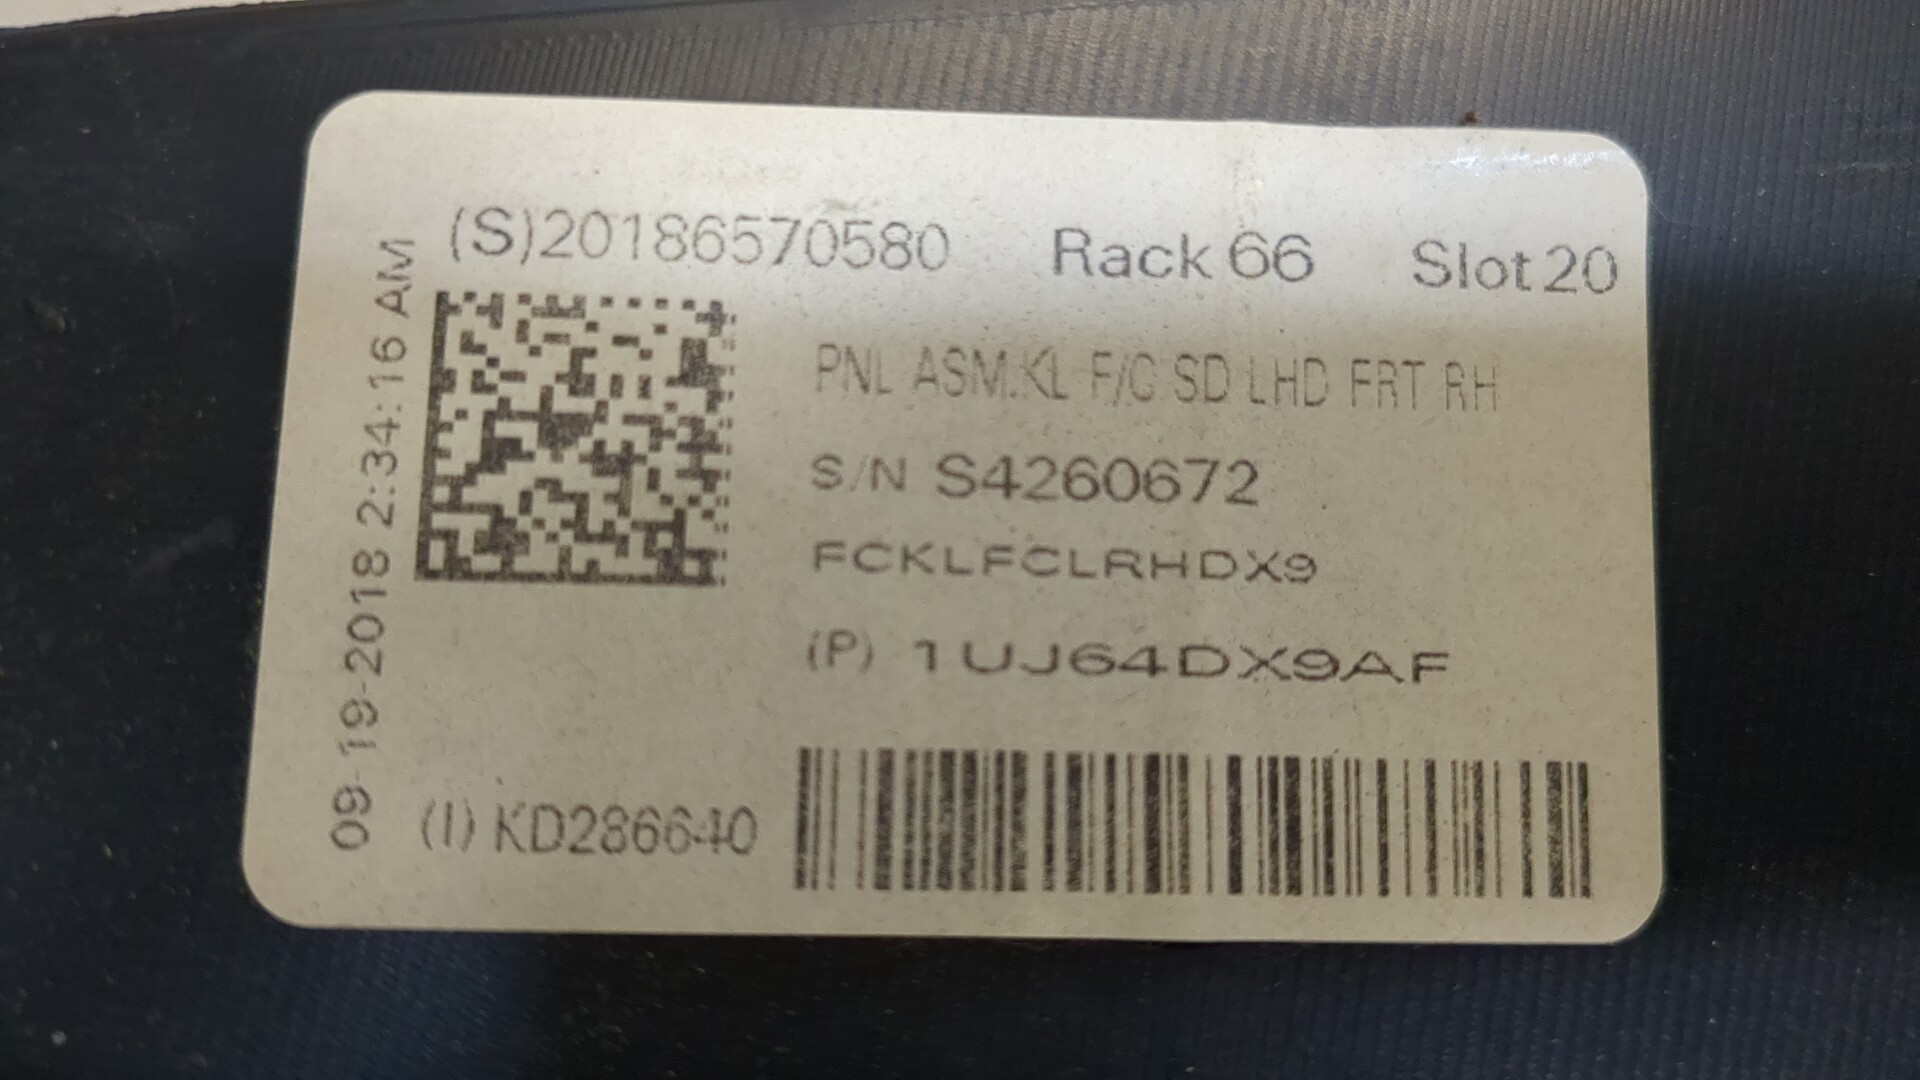 (S)20186570580 Rack 66 Slot 20
09-19-2018 2:34:16 AM
PNL ASM.KL F/C SD LHD FRT RH
S/N S4260672
FCKLFCLRHDX9
(P) 1UJ64DX9AF
(I) KD286640